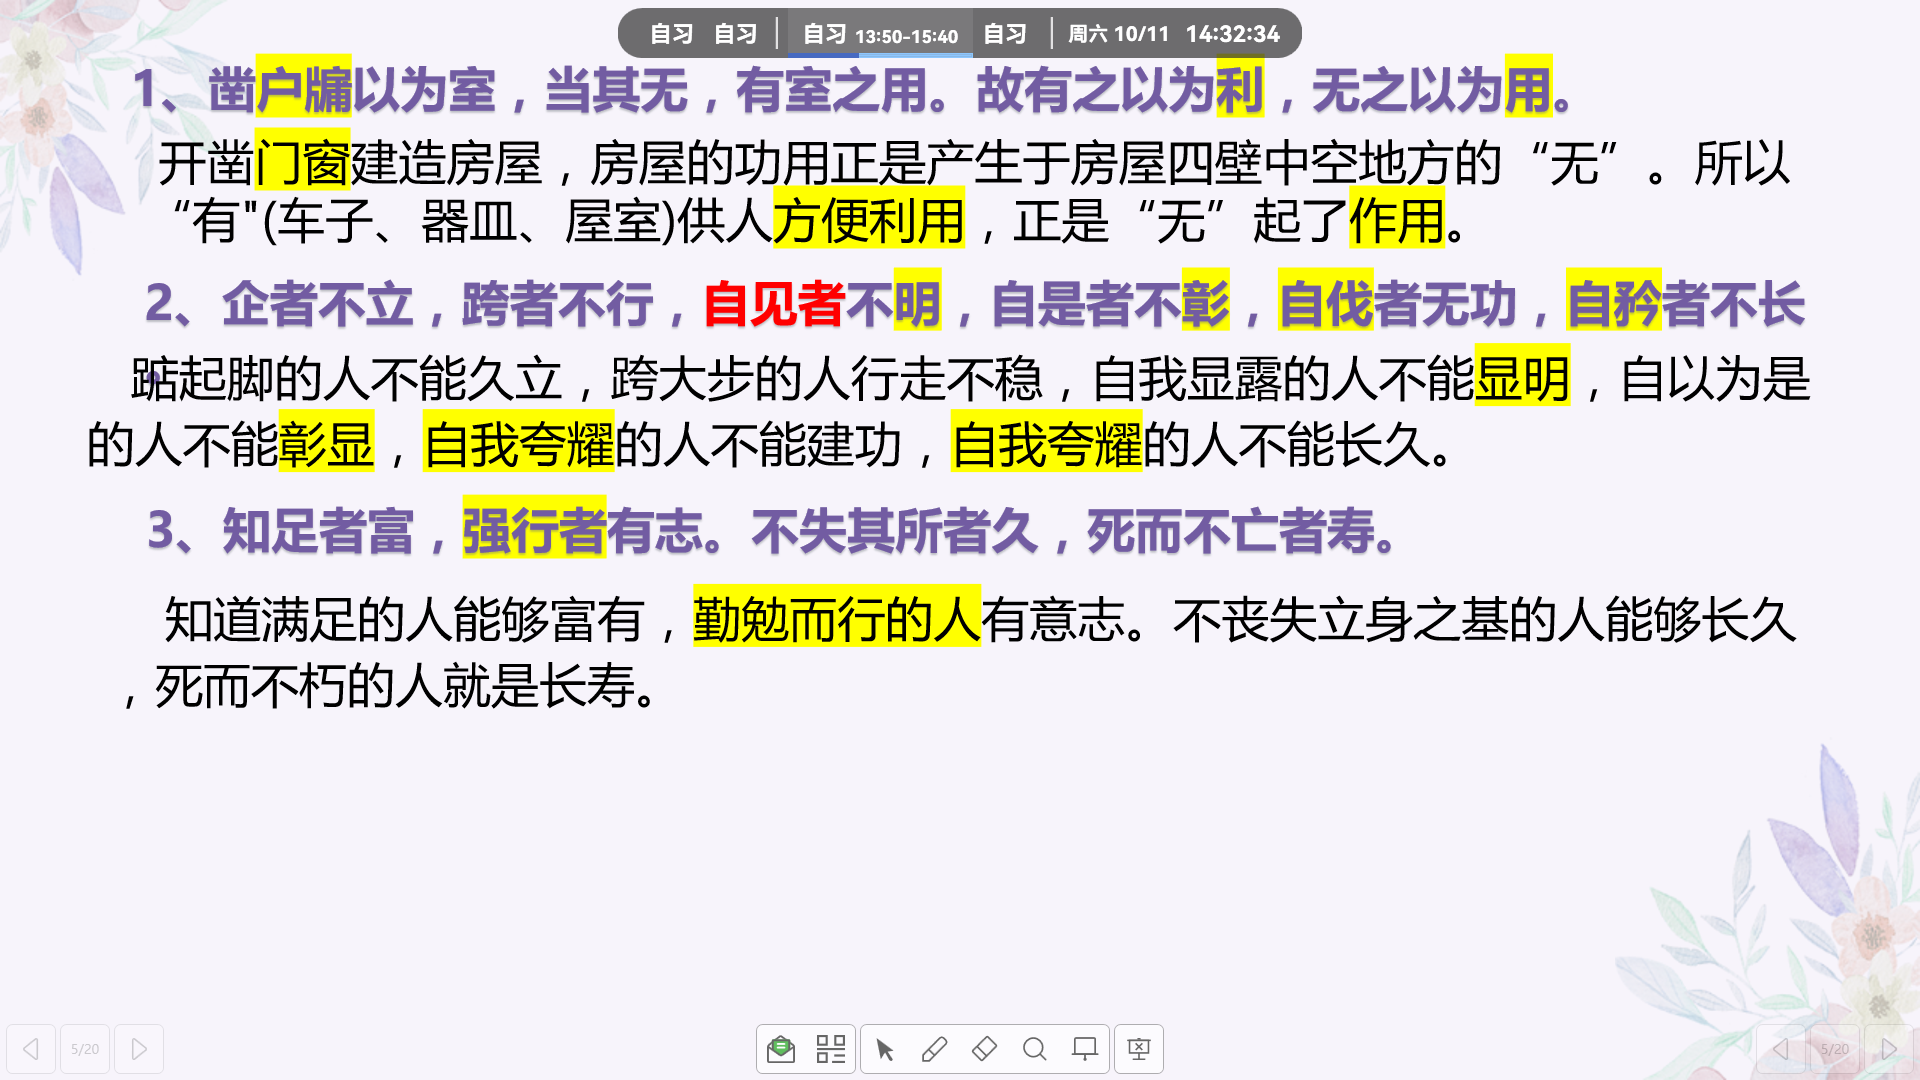 自习 自习 自习 13:50-15:40 自习 周六 10/11 14:32:34
1、凿户牖以为室，当其无，有室之用。故有之以为利，无之以为用。
开凿门窗建造房屋，房屋的功用正是产生于房屋四壁中空地方的“无”。所以
“有"(车子、器皿、屋室)供人方便利用，正是“无”起了作用。
2、企者不立，跨者不行，自见者不明，自是者不彰，自伐者无功，自矜者不长
踮起脚的人不能久立，跨大步的人行走不稳，自我显露的人不能显明，自以为是
的人不能彰显，自我夸耀的人不能建功，自我夸耀的人不能长久。
3、知足者富，强行者有志。不失其所者久，死而不亡者寿。
知道满足的人能够富有，勤勉而行的人有意志。不丧失立身之基的人能够长久
，死而不朽的人就是长寿。
5/20 5/20